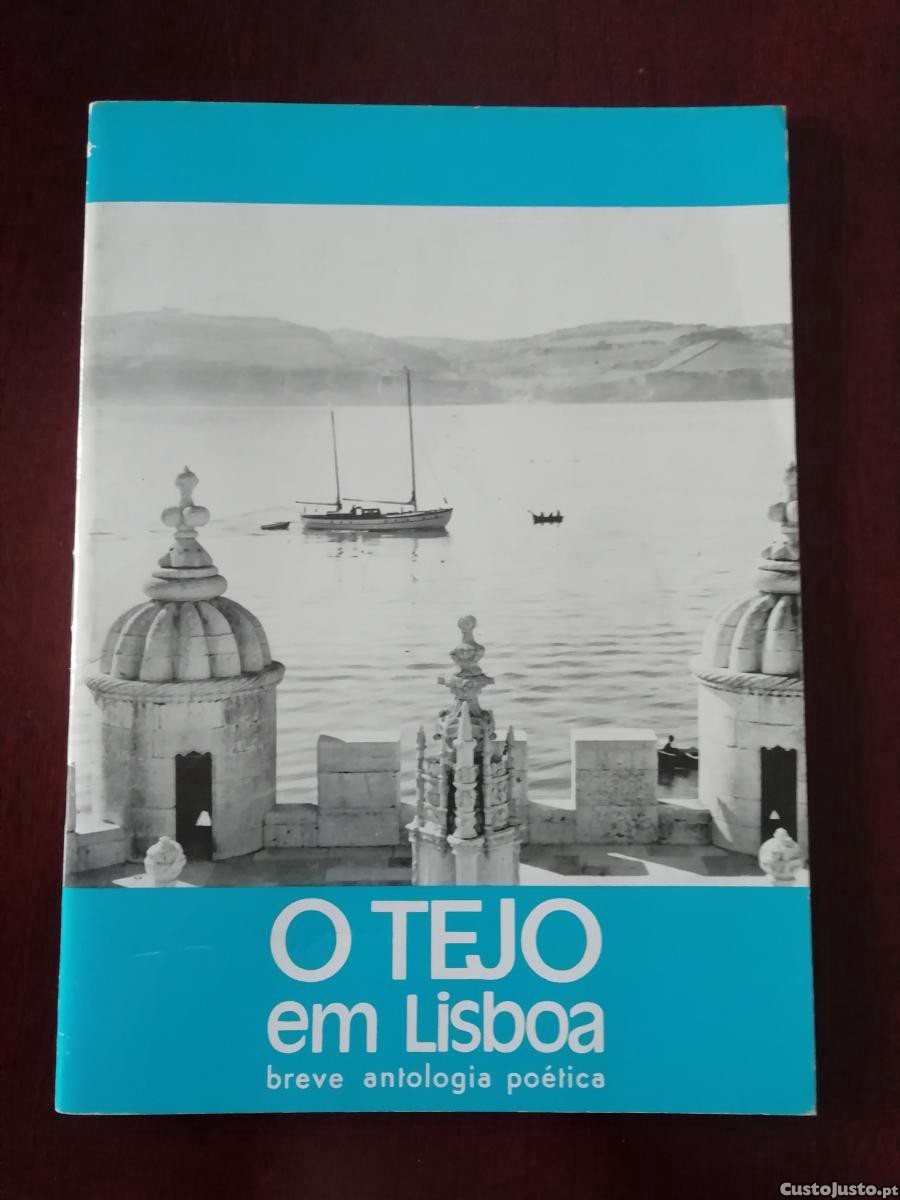 O TEJO
em Lisboa
breve antologia poética
CustoJusto.pt